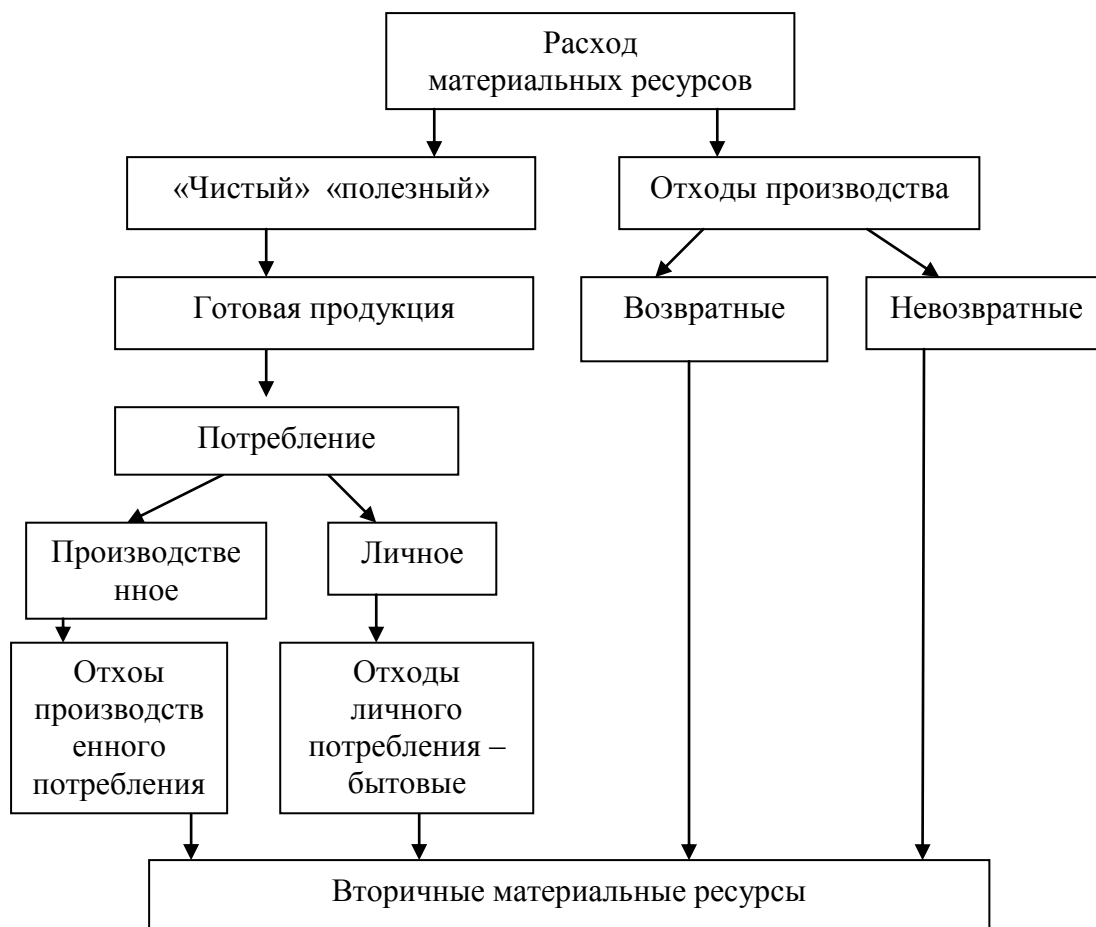 Расход
материальных ресурсов
«Чистый» «полезный»
Отходы производства
Готовая продукция
Возвратные
Невозвратные
Потребление
Производстве
нное
Личное
Отхоы
производств
енного
потребления
Отходы
личного
потребления –
бытовые
Вторичные материальные ресурсы